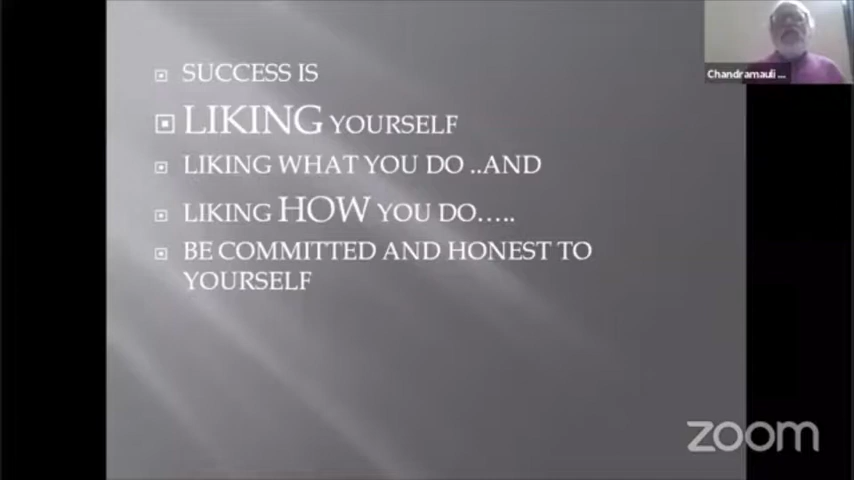 SUCCESS IS
LIKING YOURSELF
LIKING WHAT YOU DO ..AND
LIKING HOW YOU DO.....
BE COMMITTED AND HONEST TO
YOURSELF
Chandramauli ...
zoom